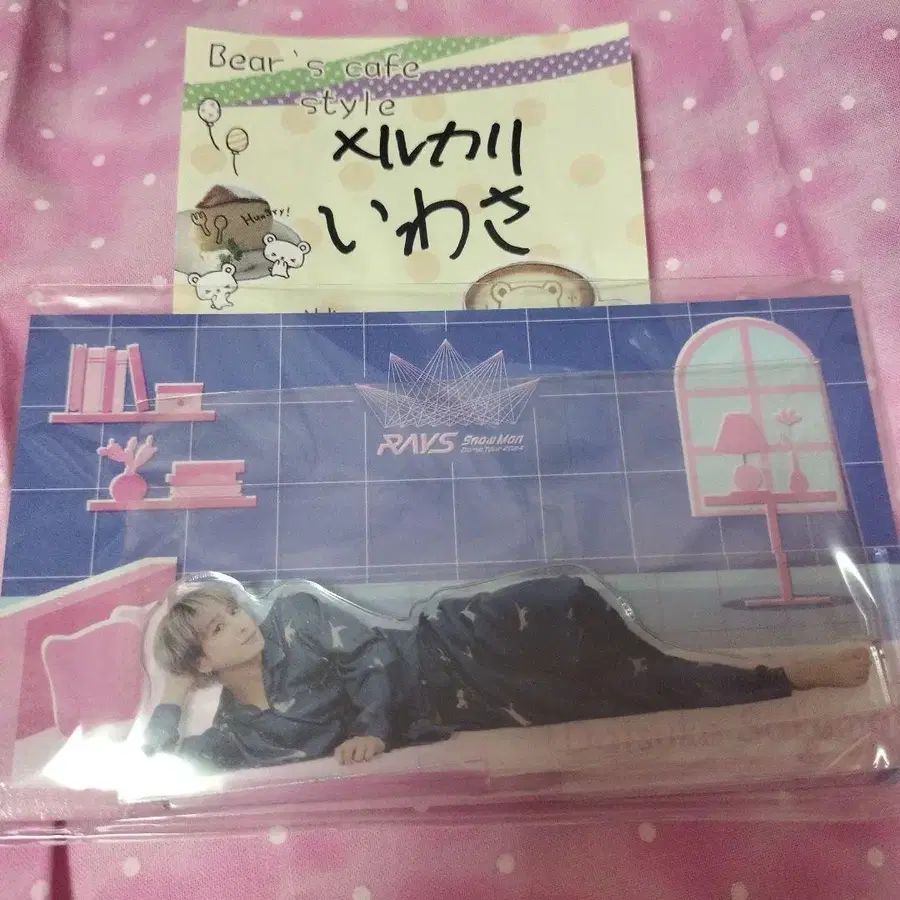 Bear's cafe
style
メルカリ
いわさ
Hungry!
RAYS Snow Man
Dome Tour 2024